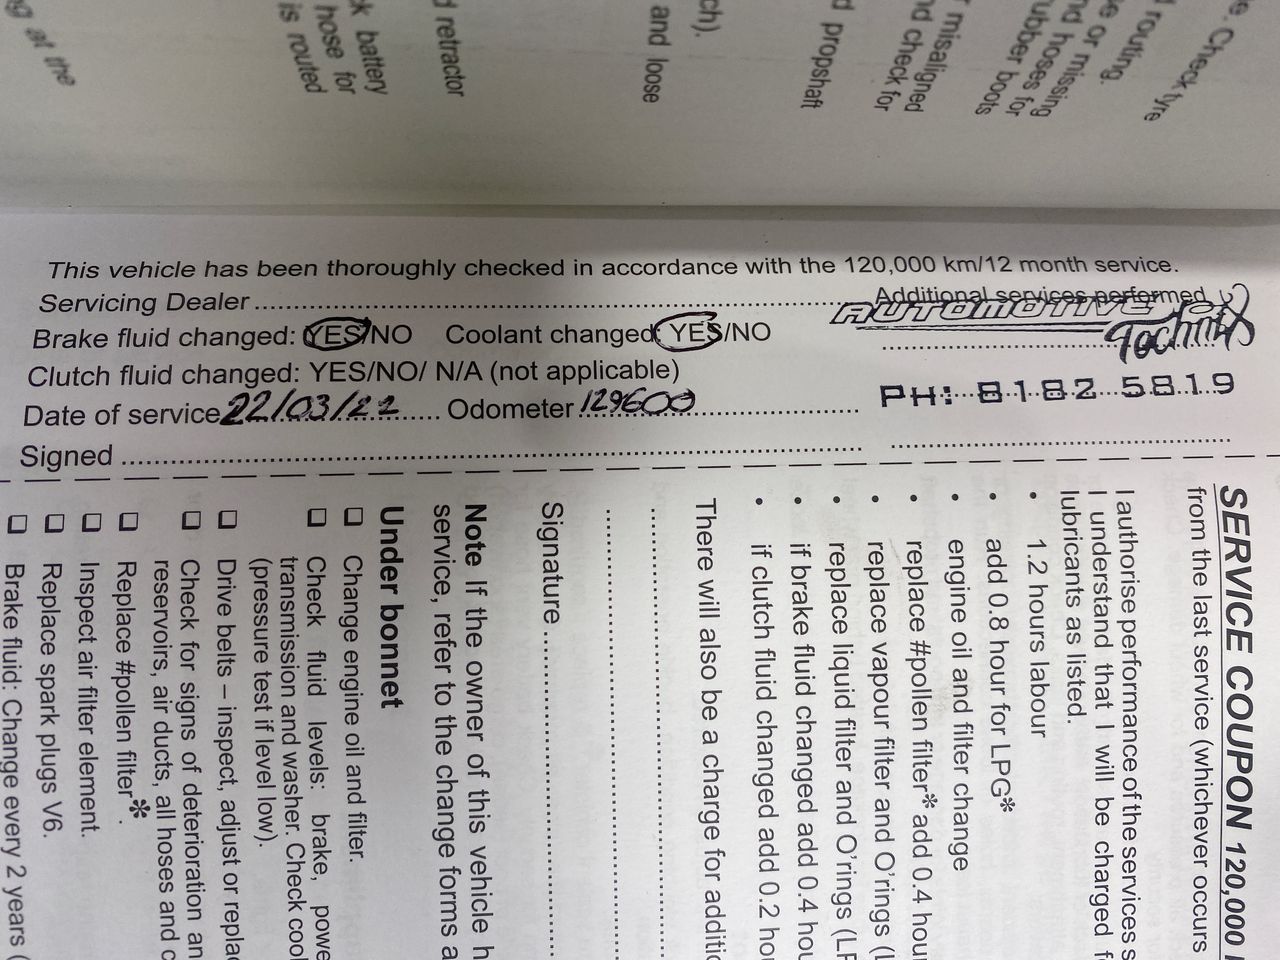 This vehicle has been thoroughly checked in accordance with the 120,000 km/12 month service.
Servicing Dealer
Additional services performed
Brake fluid changed: YES/NO Coolant changed YES/NO
AUTOMOTIVE
Clutch fluid changed: YES/NO/ N/A (not applicable)
Date of service 22/03/22 Odometer 129600
PH: 8182 5819
Signed
SERVICE COUPON 120,000
from the last service (whichever occurs
I authorise performance of the services
I understand that I will be charged
lubricants as listed.
• 1.2 hours labour
• add 0.8 hour for LPG*
• engine oil and filter change
• replace #pollen filter* add 0.4 hour
• replace vapour filter and O'rings
• replace liquid filter and O'rings
• if brake fluid changed add 0.4
• if clutch fluid changed add 0.2
There will also be a charge for
Signature
Note If the owner of this vehicle
service, refer to the change forms
Under bonnet
❑ Change engine oil and filter.
❑ Check fluid levels: brake,
transmission and washer. Check
(pressure test if level low).
❑ Drive belts – inspect, adjust or
❑ Check for signs of deterioration
reservoirs, air ducts, all hoses and
❑ Replace #pollen filter*.
❑ Inspect air filter element.
❑ Replace spark plugs V6.
❑ Brake fluid: Change every 2 years
Check tyre
routing.
or missing
hoses for
boots
misaligned
check for
propshaft
and loose
retractor
battery
hose for
is routed
at the